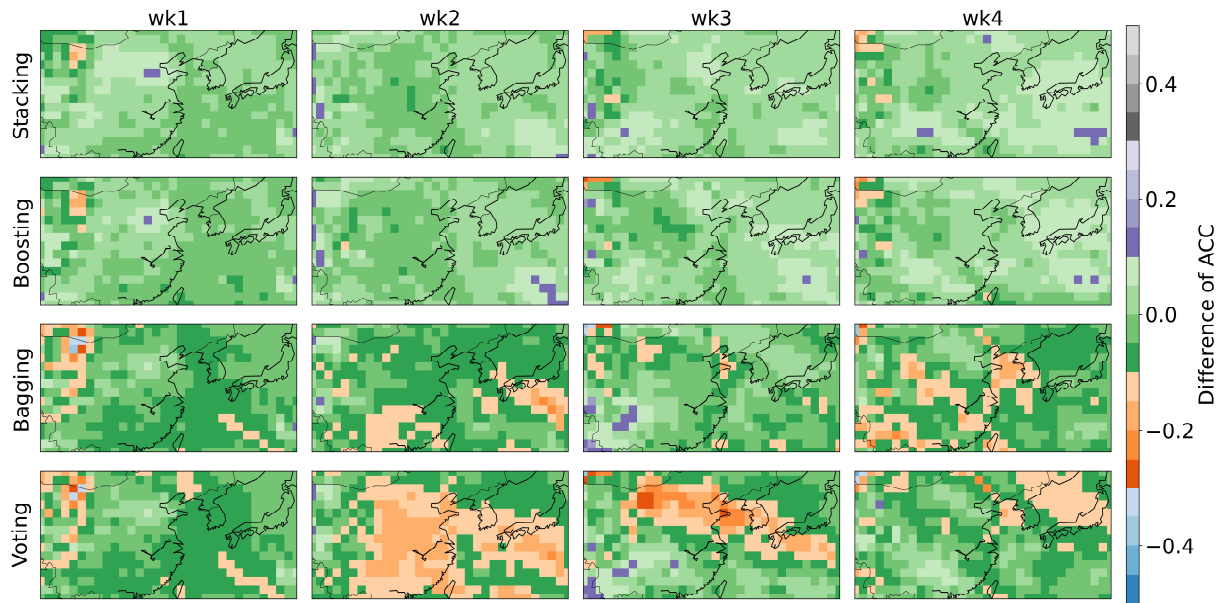 wk1 wk2 wk3 wk4
Stacking
Boosting
Bagging
Voting
0.4
0.2
0.0
−0.2
−0.4
Difference of ACC